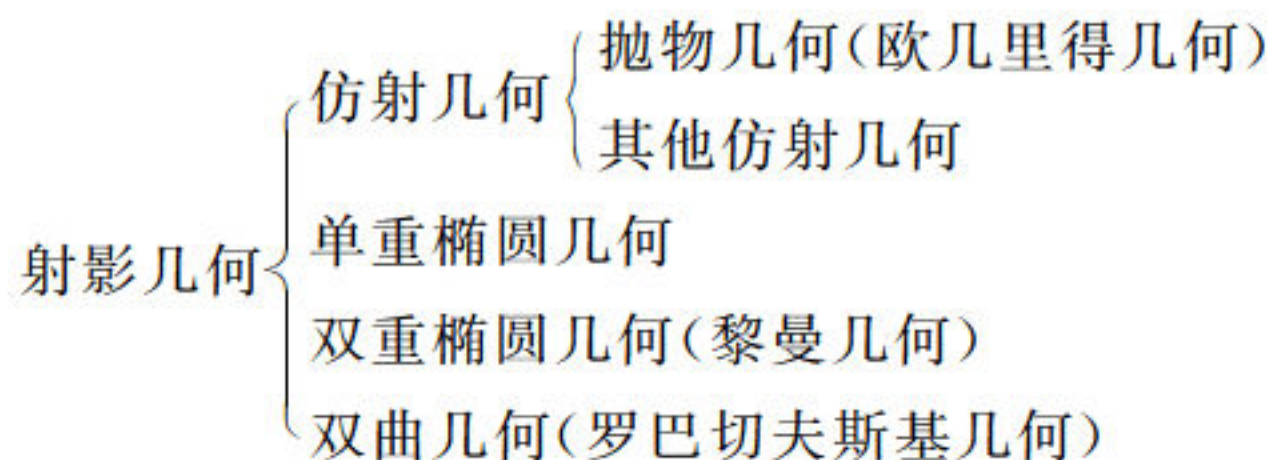 抛物几何(欧几里得几何)
仿射几何
其他仿射几何
单重椭圆几何
射影几何
双重椭圆几何(黎曼几何)
双曲几何(罗巴切夫斯基几何)